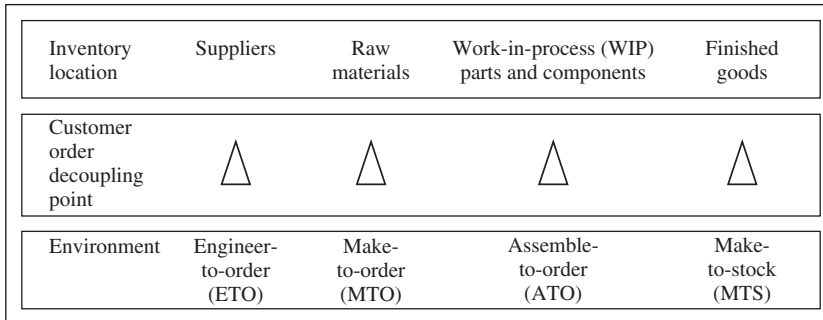 Inventory location
Suppliers
Raw materials
Work-in-process (WIP) parts and components
Finished goods
Customer order decoupling point
Environment
Engineer-to-order (ETO)
Make-to-order (MTO)
Assemble-to-order (ATO)
Make-to-stock (MTS)